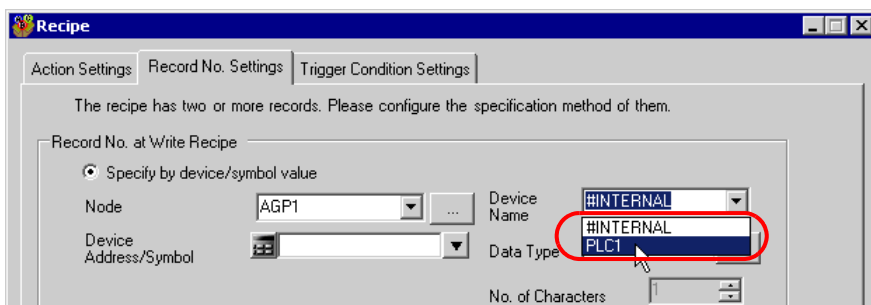 Recipe
Action Settings Record No. Settings Trigger Condition Settings
The recipe has two or more records. Please configure the specification method of them.
Record No. at Write Recipe
Specify by device/symbol value
Node AGP1 ... Device Name #INTERNAL
#INTERNAL
PLC1
Device Address/Symbol Data Type
No. of Characters 1